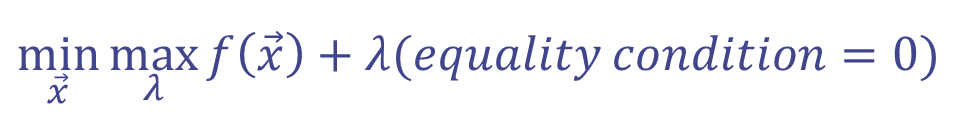 min max f(x⃗) + λ(equality condition = 0)
x⃗ λ